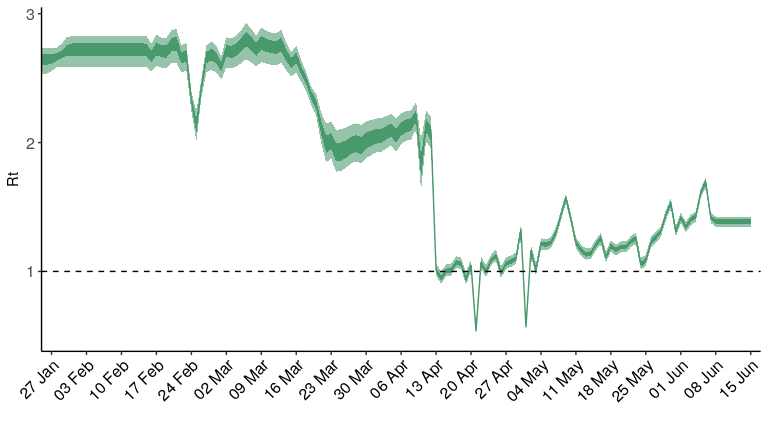 3
2
1
Rt
27 Jan
03 Feb
10 Feb
17 Feb
24 Feb
02 Mar
09 Mar
16 Mar
23 Mar
30 Mar
06 Apr
13 Apr
20 Apr
27 Apr
04 May
11 May
18 May
25 May
01 Jun
08 Jun
15 Jun